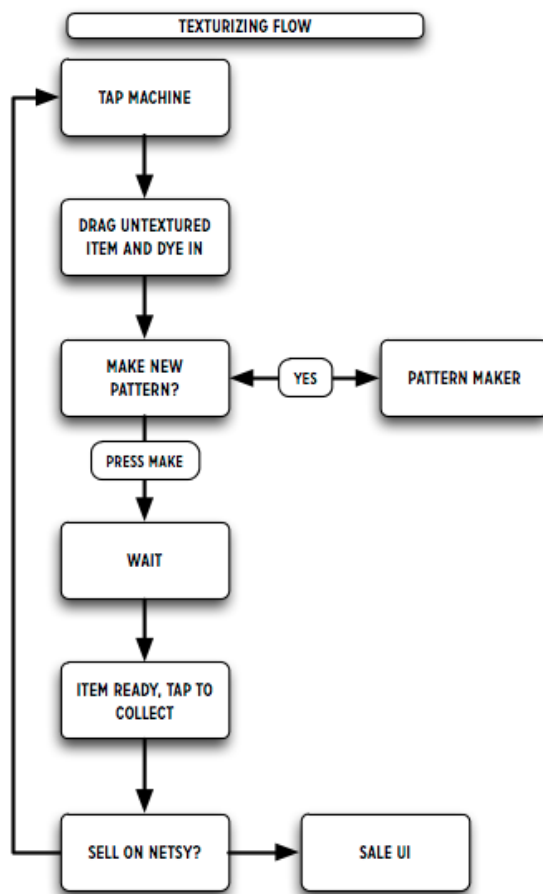 TEXTURIZING FLOW
TAP MACHINE
DRAG UNTEXTURED
ITEM AND DYE IN
MAKE NEW
PATTERN?
YES
PATTERN MAKER
PRESS MAKE
WAIT
ITEM READY, TAP TO
COLLECT
SELL ON NETSY?
SALE UI